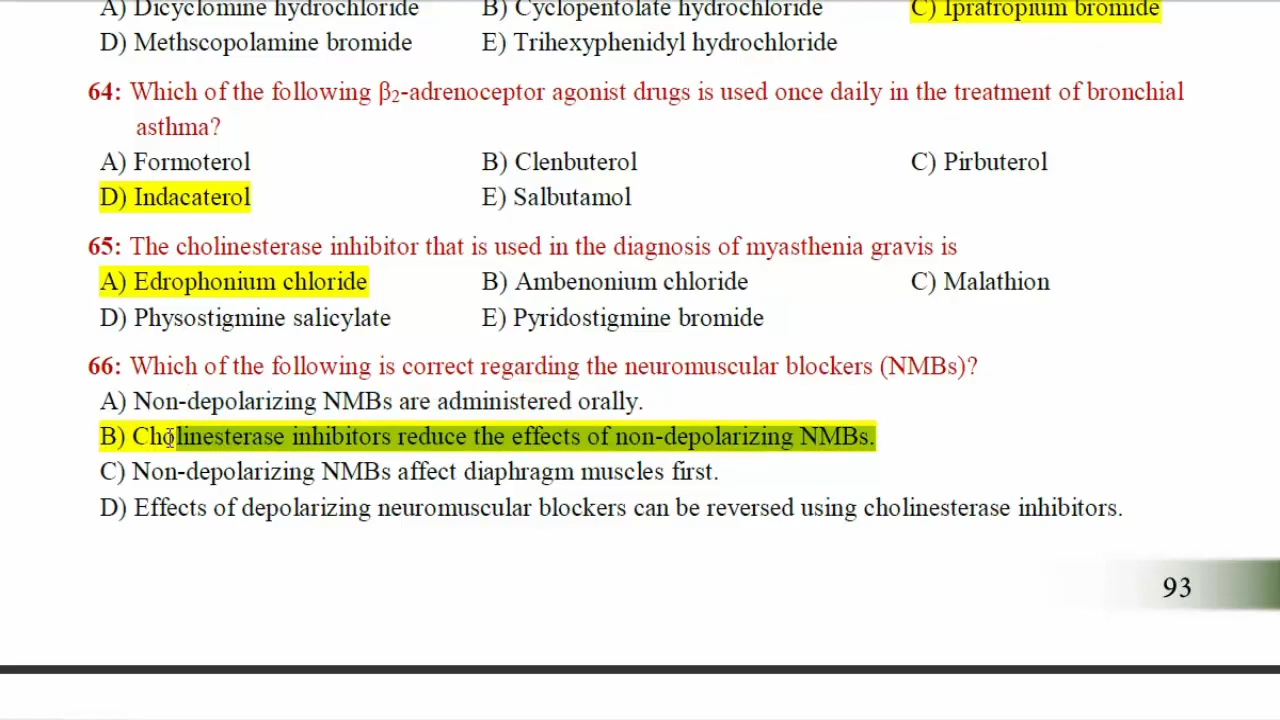 A) Dicyclomine hydrochloride B) Cyclopentolate hydrochloride C) Ipratropium bromide
D) Methscopolamine bromide E) Trihexyphenidyl hydrochloride
64: Which of the following β2-adrenoceptor agonist drugs is used once daily in the treatment of bronchial
asthma?
A) Formoterol B) Clenbuterol C) Pirbuterol
D) Indacaterol E) Salbutamol
65: The cholinesterase inhibitor that is used in the diagnosis of myasthenia gravis is
A) Edrophonium chloride B) Ambenonium chloride C) Malathion
D) Physostigmine salicylate E) Pyridostigmine bromide
66: Which of the following is correct regarding the neuromuscular blockers (NMBs)?
A) Non-depolarizing NMBs are administered orally.
B) Cholinesterase inhibitors reduce the effects of non-depolarizing NMBs.
C) Non-depolarizing NMBs affect diaphragm muscles first.
D) Effects of depolarizing neuromuscular blockers can be reversed using cholinesterase inhibitors.
93